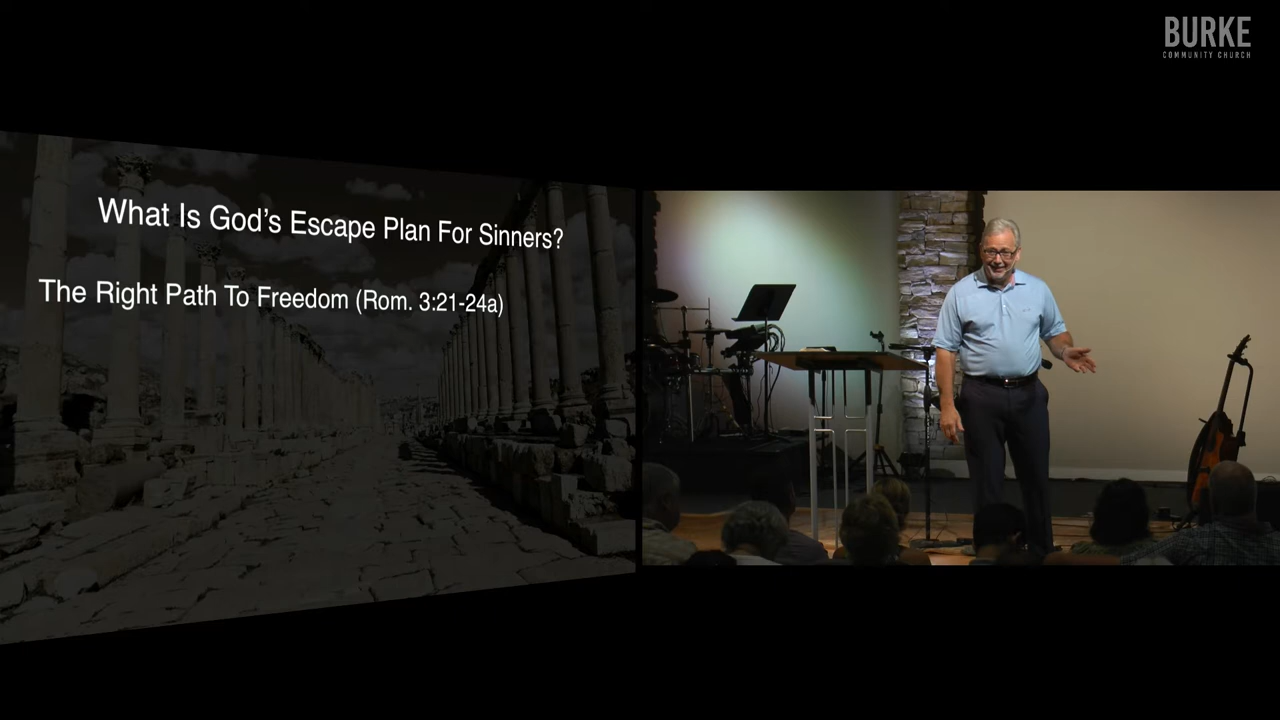 BURKE
COMMUNITY CHURCH
What Is God's Escape Plan For Sinners?
The Right Path To Freedom (Rom. 3:21-24a)